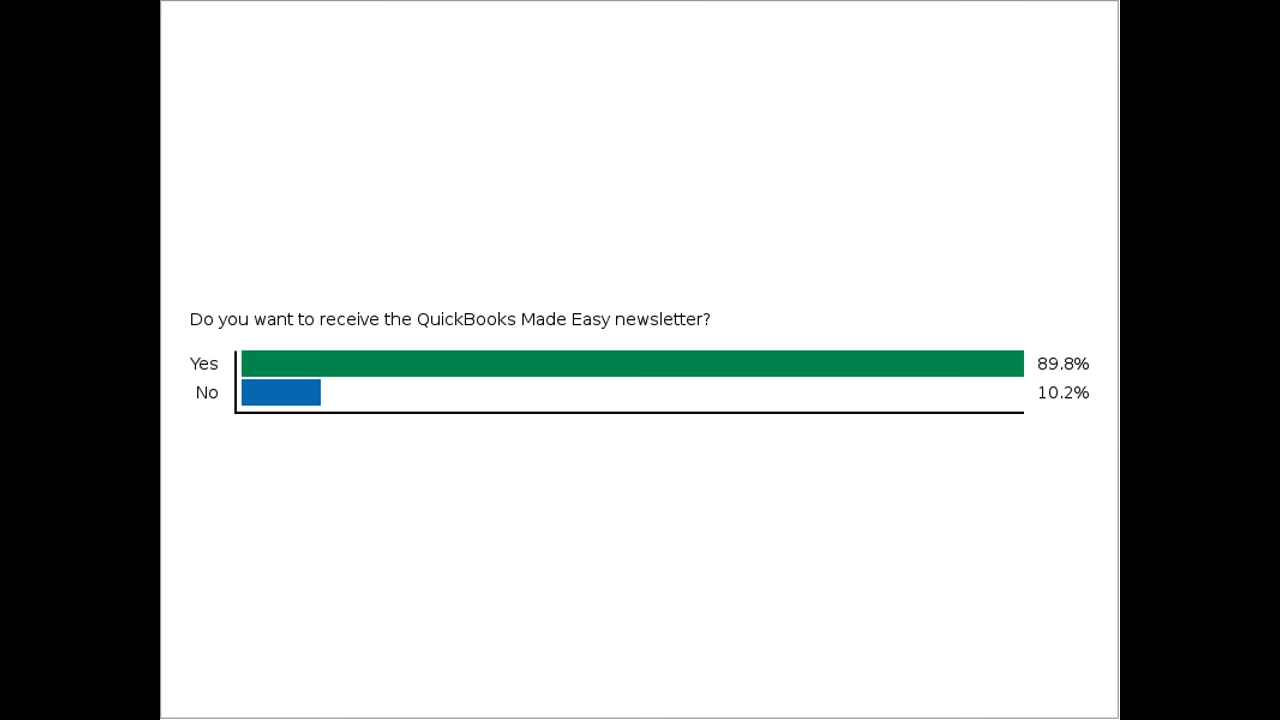 Do you want to receive the QuickBooks Made Easy newsletter?
Yes 89.8%
No 10.2%